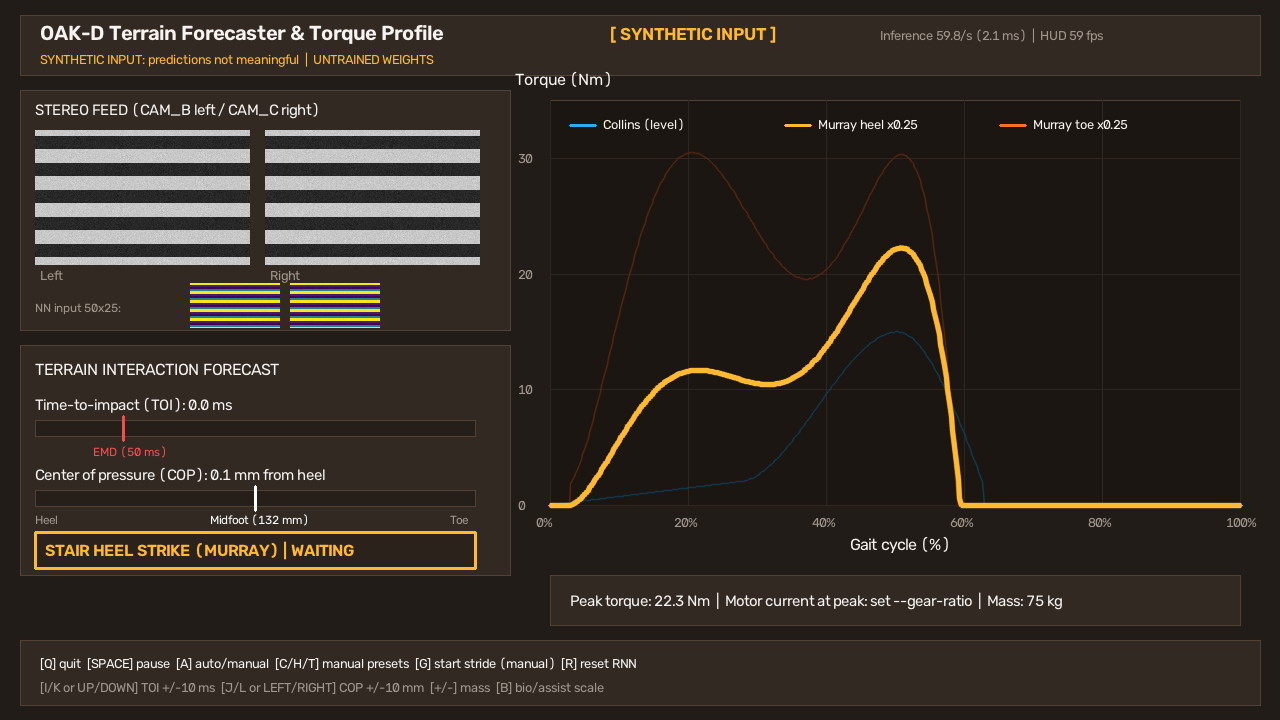 OAK-D Terrain Forecaster & Torque Profile
[ SYNTHETIC INPUT ]
Inference 59.8/s (2.1 ms) | HUD 59 fps
SYNTHETIC INPUT: predictions not meaningful | UNTRAINED WEIGHTS
STEREO FEED (CAM_B left / CAM_C right)
Left
Right
NN input 50x25:
TERRAIN INTERACTION FORECAST
Time-to-impact (TOI): 0.0 ms
EMD (50 ms)
Center of pressure (COP): 0.1 mm from heel
Heel
Midfoot (132 mm)
Toe
STAIR HEEL STRIKE (MURRAY) | WAITING
Torque (Nm)
Collins (level)
Murray heel x0.25
Murray toe x0.25
30
20
10
0
0%
20%
40%
60%
80%
100%
Gait cycle (%)
Peak torque: 22.3 Nm | Motor current at peak: set --gear-ratio | Mass: 75 kg
[Q] quit [SPACE] pause [A] auto/manual [C/H/T] manual presets [G] start stride (manual) [R] reset RNN
[I/K or UP/DOWN] TOI +/-10 ms [J/L or LEFT/RIGHT] COP +/-10 mm [+/-] mass [B] bio/assist scale